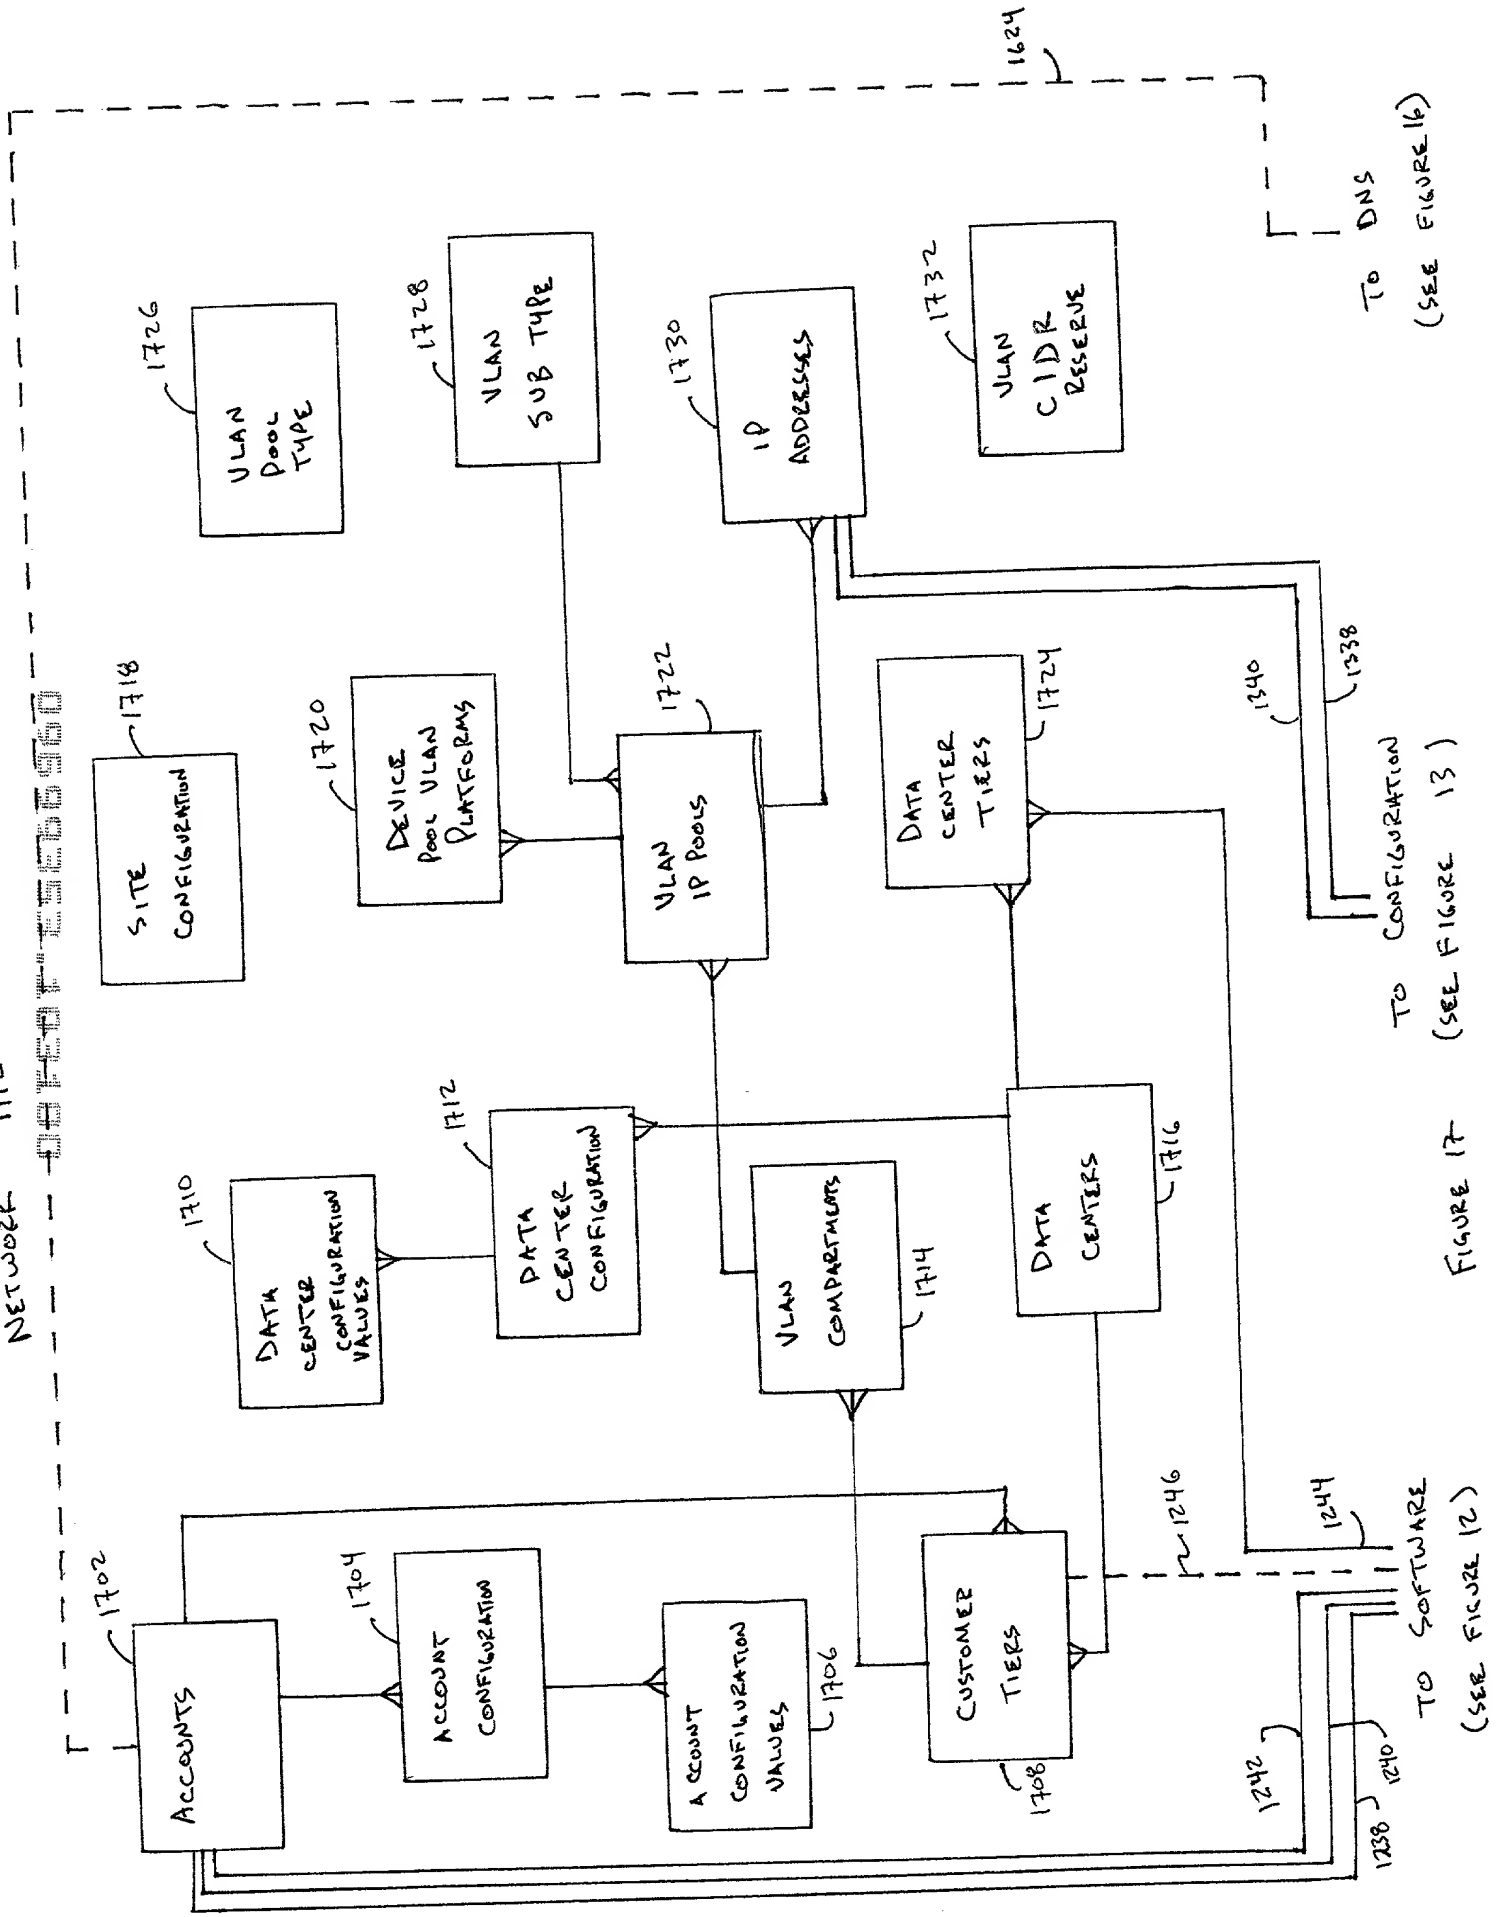 NETWORK
1702
ACCOUNTS
1704
ACCOUNT
CONFIGURATION
ACCOUNT
CONFIGURATION
VALUES
1706
CUSTOMER
TIERS
1708
1710
DATA
CENTER
CONFIGURATION
VALUES
1712
DATA
CENTER
CONFIGURATION
VLAN
COMPARTMENTS
1714
DATA
CENTERS
1716
1718
SITE
CONFIGURATION
1720
DEVICE
POOL VLAN
PLATFORMS
1722
VLAN
IP POOLS
DATA
CENTER
TIERS
1724
1726
VLAN
POOL
TYPE
1728
VLAN
SUB TYPE
1730
IP
ADDRESSES
1732
VLAN
CIDR
RESERVE
1624
TO DNS
(SEE FIGURE 16)
1340
1338
TO CONFIGURATION
(SEE FIGURE 13)
1246
1244
1242
1240
1238
TO SOFTWARE
(SEE FIGURE 12)
FIGURE 17